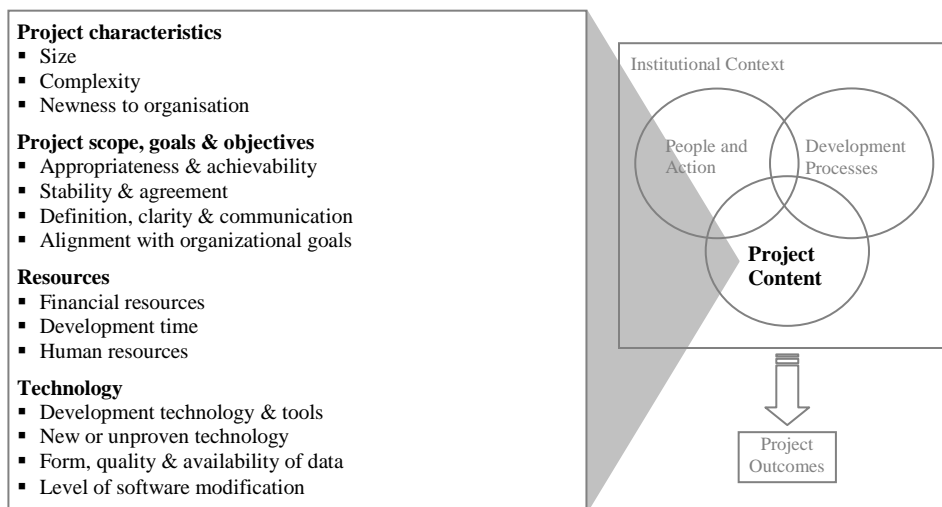 Project characteristics
▪ Size
▪ Complexity
▪ Newness to organisation
Project scope, goals & objectives
▪ Appropriateness & achievability
▪ Stability & agreement
▪ Definition, clarity & communication
▪ Alignment with organizational goals
Resources
▪ Financial resources
▪ Development time
▪ Human resources
Technology
▪ Development technology & tools
▪ New or unproven technology
▪ Form, quality & availability of data
▪ Level of software modification
Institutional Context
People and
Action
Development
Processes
Project
Content
Project
Outcomes